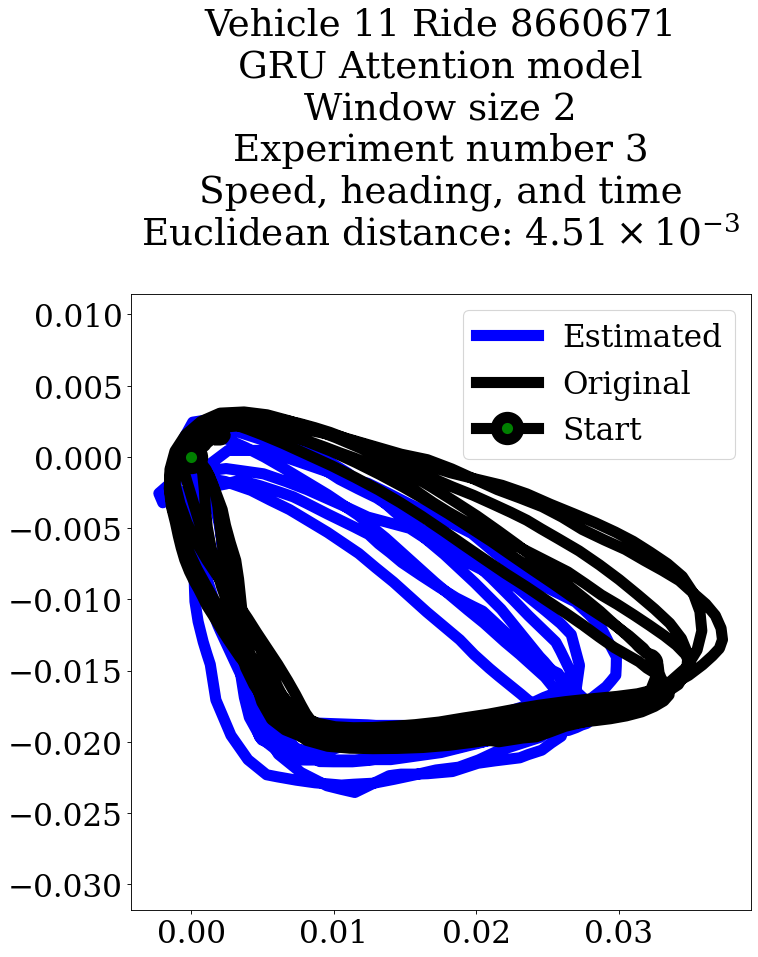 Vehicle 11 Ride 8660671
GRU Attention model
Window size 2
Experiment number 3
Speed, heading, and time
Euclidean distance: 4.51 × 10⁻³
Estimated
Original
Start
0.010
0.005
0.000
−0.005
−0.010
−0.015
−0.020
−0.025
−0.030
0.00 0.01 0.02 0.03